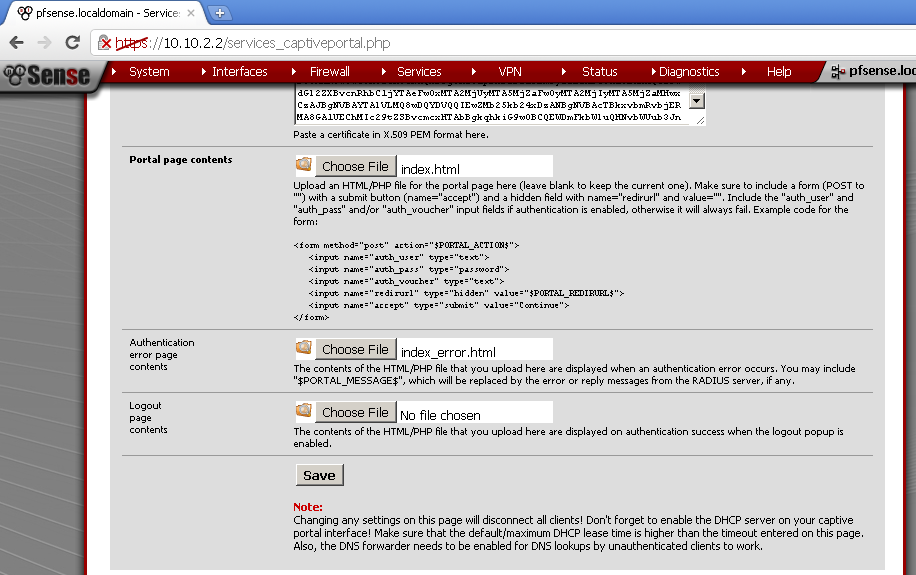 pfsense.localdomain - Services
https://10.10.2.2/services_captiveportal.php
Sense
System Interfaces Firewall Services VPN Status Diagnostics Help pfsense.loc
Paste a certificate in X.509 PEM format here.
Portal page contents
Choose File index.html
Upload an HTML/PHP file for the portal page here (leave blank to keep the current one). Make sure to include a form (POST to
"") with a submit button (name="accept") and a hidden field with name="redirurl" and value="". Include the "auth_user" and
"auth_pass" and/or "auth_voucher" input fields if authentication is enabled, otherwise it will always fail. Example code for the
form:
<form method="post" action="$PORTAL_ACTION$">
<input name="auth_user" type="text">
<input name="auth_pass" type="password">
<input name="auth_voucher" type="text">
<input name="redirurl" type="hidden" value="$PORTAL_REDIRURL$">
<input name="accept" type="submit" value="Continue">
</form>
Authentication
error page
contents
Choose File index_error.html
The contents of the HTML/PHP file that you upload here are displayed when an authentication error occurs. You may include
"$PORTAL_MESSAGE$", which will be replaced by the error or reply messages from the RADIUS server, if any.
Logout
page
contents
Choose File No file chosen
The contents of the HTML/PHP file that you upload here are displayed on authentication success when the logout popup is
enabled.
Save
Note:
Changing any settings on this page will disconnect all clients! Don't forget to enable the DHCP server on your captive
portal interface! Make sure that the default/maximum DHCP lease time is higher than the timeout entered on this page.
Also, the DNS forwarder needs to be enabled for DNS lookups by unauthenticated clients to work.